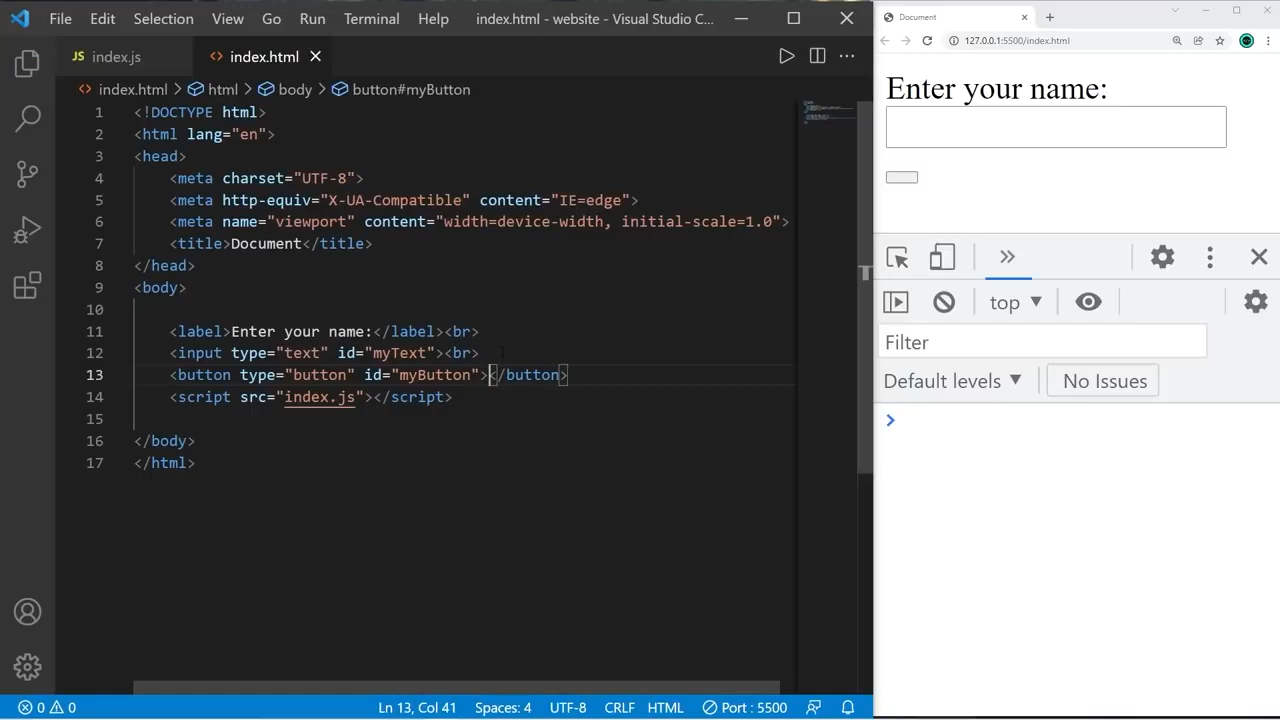 File Edit Selection View Go Run Terminal Help index.html - website - Visual Studio C...
JS index.js <> index.html
<> index.html > html > body > button#myButton
1 <!DOCTYPE html>
2 <html lang="en">
3 <head>
4 <meta charset="UTF-8">
5 <meta http-equiv="X-UA-Compatible" content="IE=edge">
6 <meta name="viewport" content="width=device-width, initial-scale=1.0">
7 <title>Document</title>
8 </head>
9 <body>
10
11 <label>Enter your name:</label><br>
12 <input type="text" id="myText"><br>
13 <button type="button" id="myButton"></button>
14 <script src="index.js"></script>
15
16 </body>
17 </html>
0 0 Ln 13, Col 41 Spaces: 4 UTF-8 CRLF HTML Port : 5500
Document
127.0.0.1:5500/index.html
Enter your name:
top
Filter
Default levels No Issues